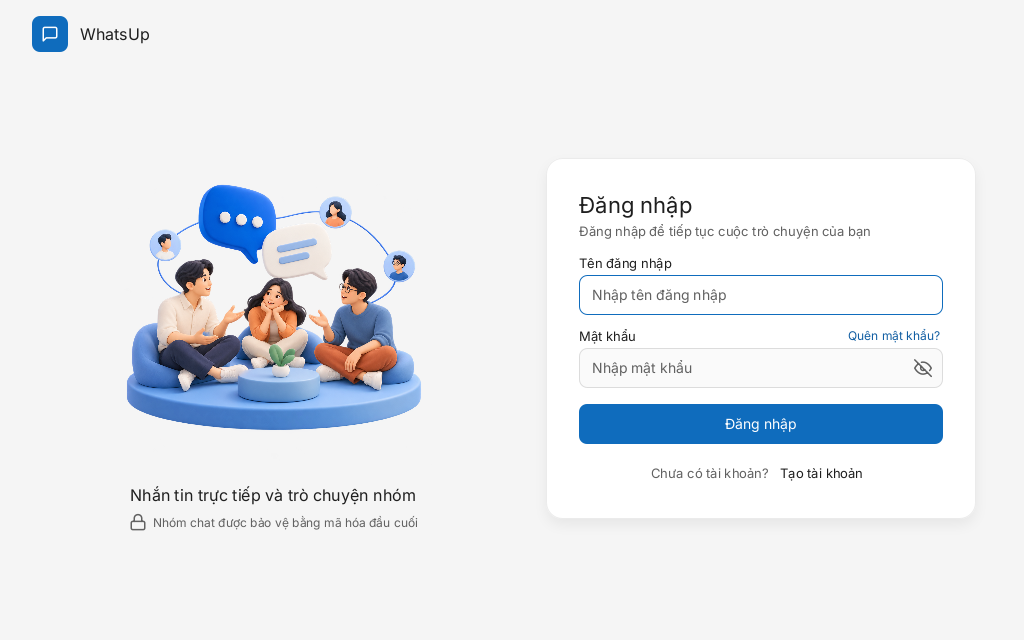 WhatsUp
Nhắn tin trực tiếp và trò chuyện nhóm
Nhóm chat được bảo vệ bằng mã hóa đầu cuối
Đăng nhập
Đăng nhập để tiếp tục cuộc trò chuyện của bạn
Tên đăng nhập
Nhập tên đăng nhập
Mật khẩu
Quên mật khẩu?
Nhập mật khẩu
Đăng nhập
Chưa có tài khoản? Tạo tài khoản